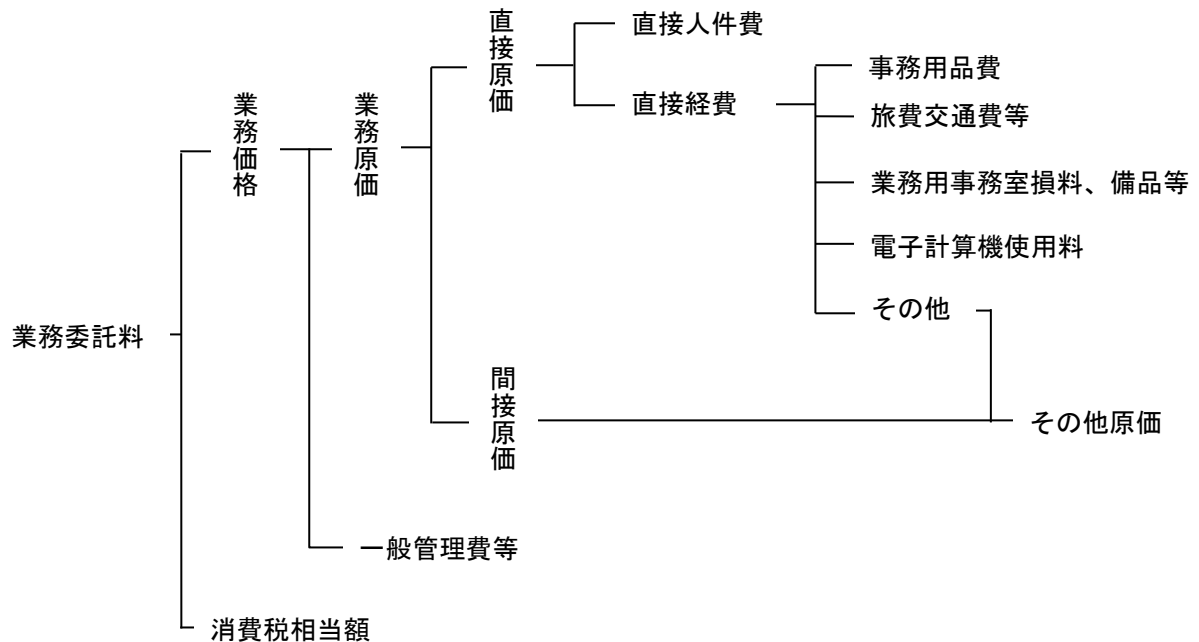 業務委託料
業務価格
業務原価
直接原価
直接人件費
直接経費
事務用品費
旅費交通費等
業務用事務室損料、備品等
電子計算機使用料
その他
間接原価
その他原価
一般管理費等
消費税相当額